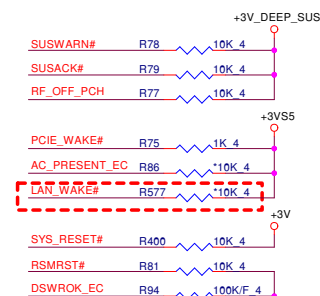 +3V_DEEP_SUS
SUSWARN# R78 10K_4
SUSACK# R79 10K_4
RF_OFF_PCH R77 10K_4
+3VS5
PCIE_WAKE# R75 1K_4
AC_PRESENT_EC R86 *10K_4
LAN_WAKE# R577 *10K_4
+3V
SYS_RESET# R400 10K_4
RSMRST# R81 10K_4
DSWROK_EC R94 100K/F_4